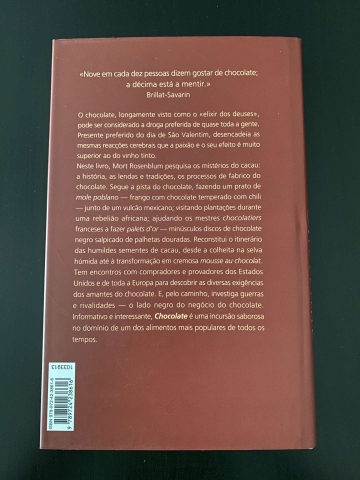 «Nove em cada dez pessoas dizem gostar de chocolate;
a décima está a mentir.»
Brillat-Savarin
O chocolate, longamente visto como o «elixir dos deuses»,
pode ser considerado a droga preferida de quase toda a gente.
Presente preferido do dia de São Valentim, desencadeia as
mesmas reacções cerebrais que a paixão e o seu efeito é muito
superior ao do vinho tinto.
Neste livro, Mort Rosenblum pesquisa os mistérios do cacau:
a história, as lendas e tradições, os processos de fabrico do
chocolate. Segue a pista do chocolate, fazendo um prato de
mole poblano — frango com chocolate temperado com chili
— junto de um vulcão mexicano; visitando plantações durante
uma rebelião africana; ajudando os mestres chocolatiers
franceses a fazer palets d'or — minúsculos discos de chocolate
negro salpicado de palhetas douradas. Reconstitui o itinerário
das humildes sementes de cacau, desde a colheita na selva
húmida até à transformação em cremosa mousse au chocolat.
Tem encontros com compradores e provadores dos Estados
Unidos e de toda a Europa para descobrir as diversas exigências
dos amantes do chocolate. E, pelo caminho, investiga guerras
e rivalidades — o lado negro do negócio do chocolate.
Informativo e interessante, Chocolate é uma incursão saborosa
no domínio de um dos alimentos mais populares de todos os
tempos.
1033913
9 789724 238616